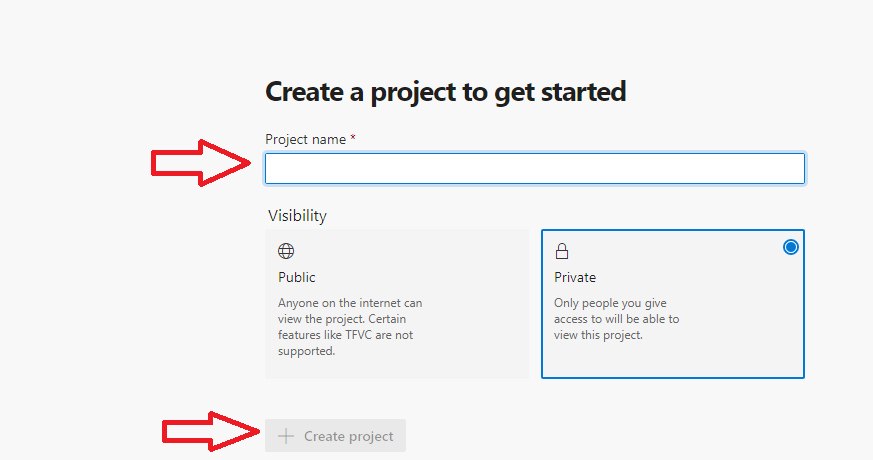 Create a project to get started
Project name *
Visibility
Public
Anyone on the internet can
view the project. Certain
features like TFVC are not
supported.
Private
Only people you give
access to will be able to
view this project.
Create project